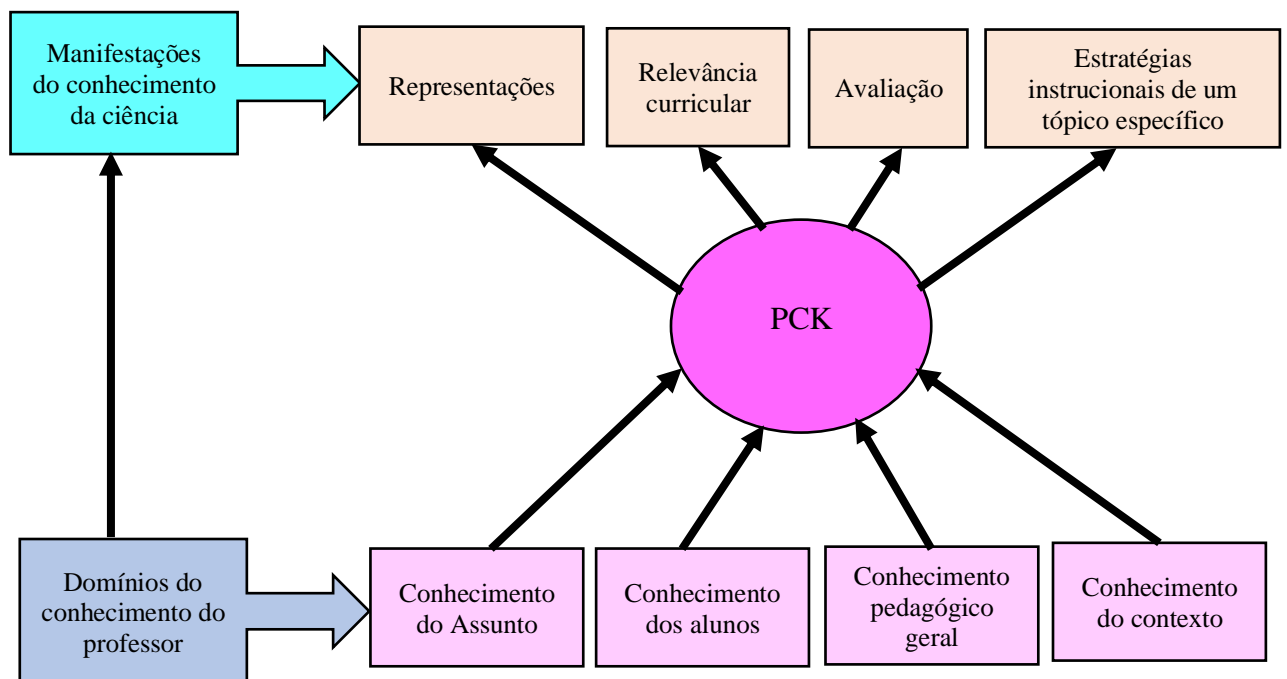 Manifestações
do conhecimento
da ciência
Representações
Relevância
curricular
Avaliação
Estratégias
instrucionais de um
tópico específico
PCK
Domínios do
conhecimento do
professor
Conhecimento
do Assunto
Conhecimento
dos alunos
Conhecimento
pedagógico
geral
Conhecimento
do contexto